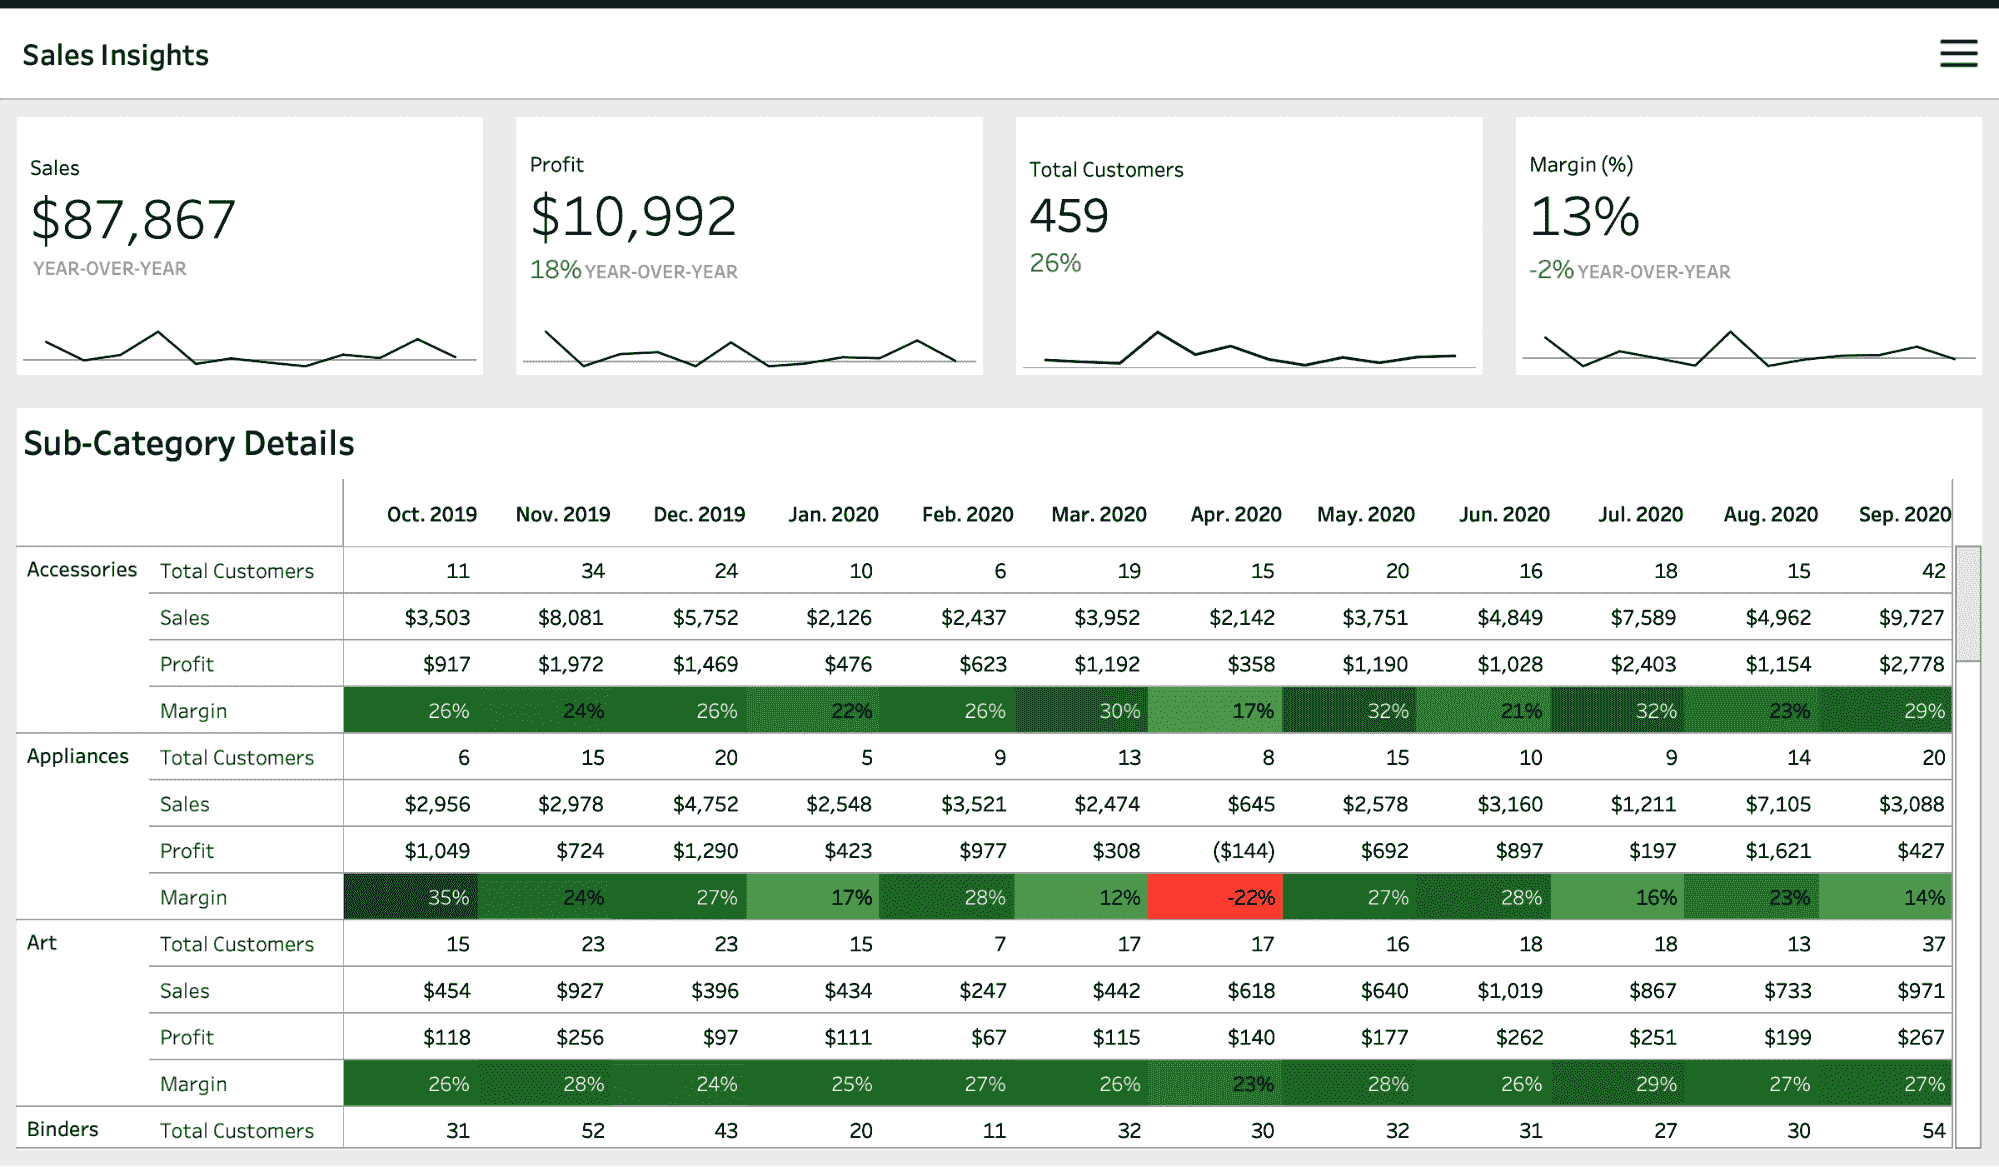 Sales Insights
Sales
$87,867
YEAR-OVER-YEAR
Profit
$10,992
18% YEAR-OVER-YEAR
Total Customers
459
26%
Margin (%)
13%
-2% YEAR-OVER-YEAR
Sub-Category Details
Oct. 2019 Nov. 2019 Dec. 2019 Jan. 2020 Feb. 2020 Mar. 2020 Apr. 2020 May. 2020 Jun. 2020 Jul. 2020 Aug. 2020 Sep. 2020
Accessories Total Customers 11 34 24 10 6 19 15 20 16 18 15 42
Sales $3,503 $8,081 $5,752 $2,126 $2,437 $3,952 $2,142 $3,751 $4,849 $7,589 $4,962 $9,727
Profit $917 $1,972 $1,469 $476 $623 $1,192 $358 $1,190 $1,028 $2,403 $1,154 $2,778
Margin 26% 24% 26% 22% 26% 30% 17% 32% 21% 32% 23% 29%
Appliances Total Customers 6 15 20 5 9 13 8 15 10 9 14 20
Sales $2,956 $2,978 $4,752 $2,548 $3,521 $2,474 $645 $2,578 $3,160 $1,211 $7,105 $3,088
Profit $1,049 $724 $1,290 $423 $977 $308 ($144) $692 $897 $197 $1,621 $427
Margin 35% 24% 27% 17% 28% 12% -22% 27% 28% 16% 23% 14%
Art Total Customers 15 23 23 15 7 17 17 16 18 18 13 37
Sales $454 $927 $396 $434 $247 $442 $618 $640 $1,019 $867 $733 $971
Profit $118 $256 $97 $111 $67 $115 $140 $177 $262 $251 $199 $267
Margin 26% 28% 24% 25% 27% 26% 23% 28% 26% 29% 27% 27%
Binders Total Customers 31 52 43 20 11 32 30 32 31 27 30 54